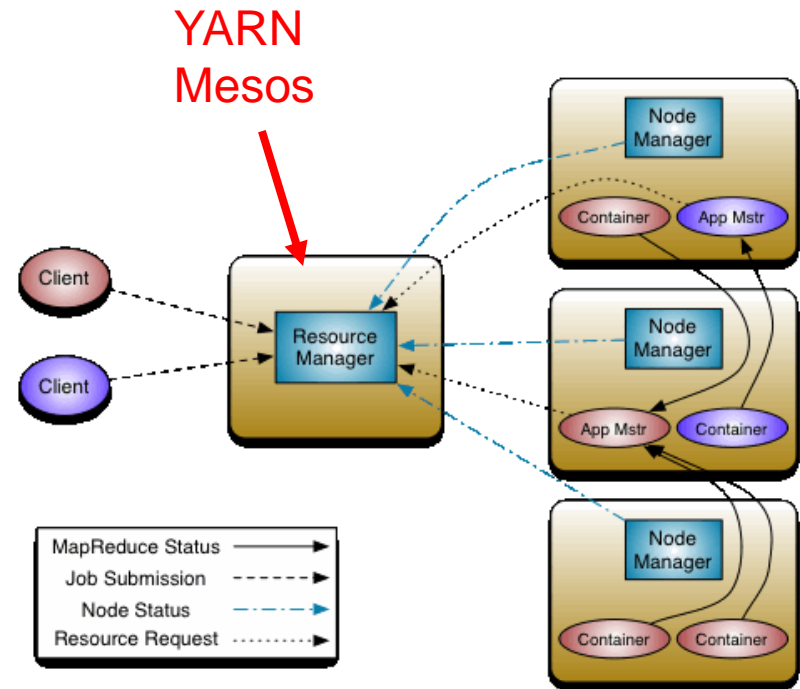 YARN
Mesos
Client
Client
Resource
Manager
Node
Manager
Container
App Mstr
Node
Manager
App Mstr
Container
Node
Manager
Container
Container
MapReduce Status
Job Submission
Node Status
Resource Request